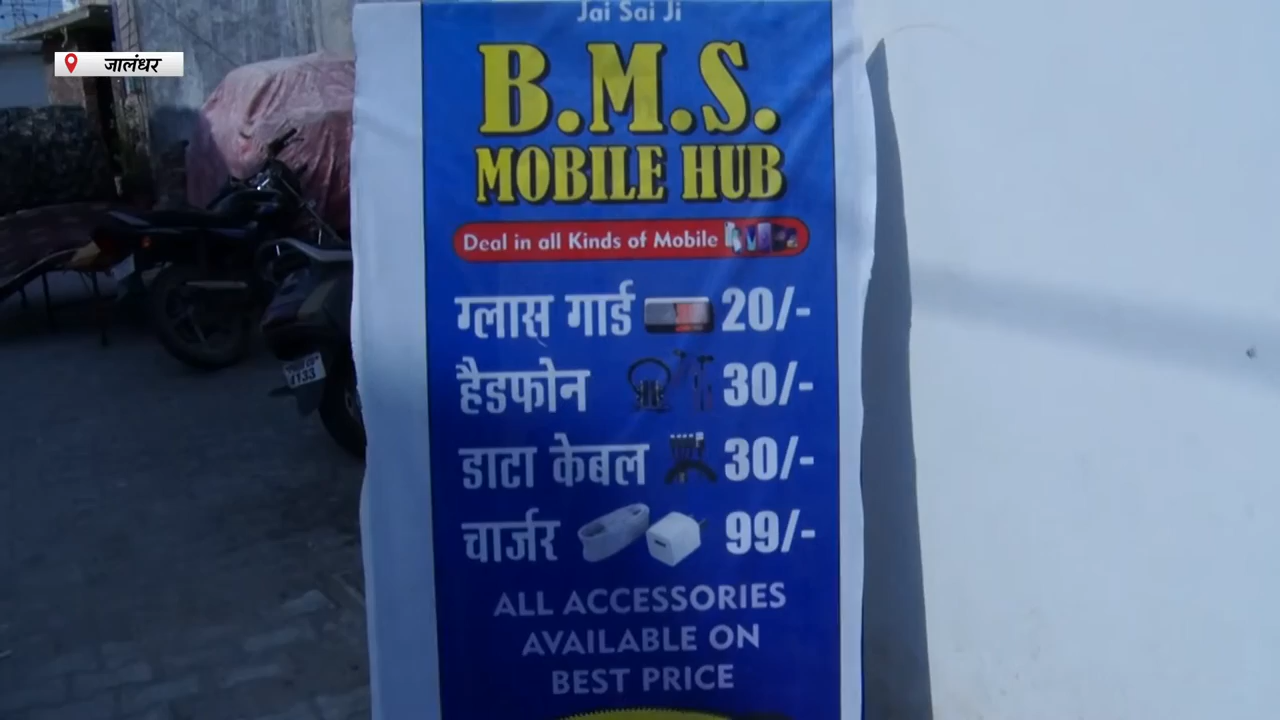 जालंधर
Jai Sai Ji
B.M.S.
MOBILE HUB
Deal in all Kinds of Mobile
ग्लास गार्ड 20/-
हैडफोन 30/-
डाटा केबल 30/-
चार्जर 99/-
ALL ACCESSORIES
AVAILABLE ON
BEST PRICE